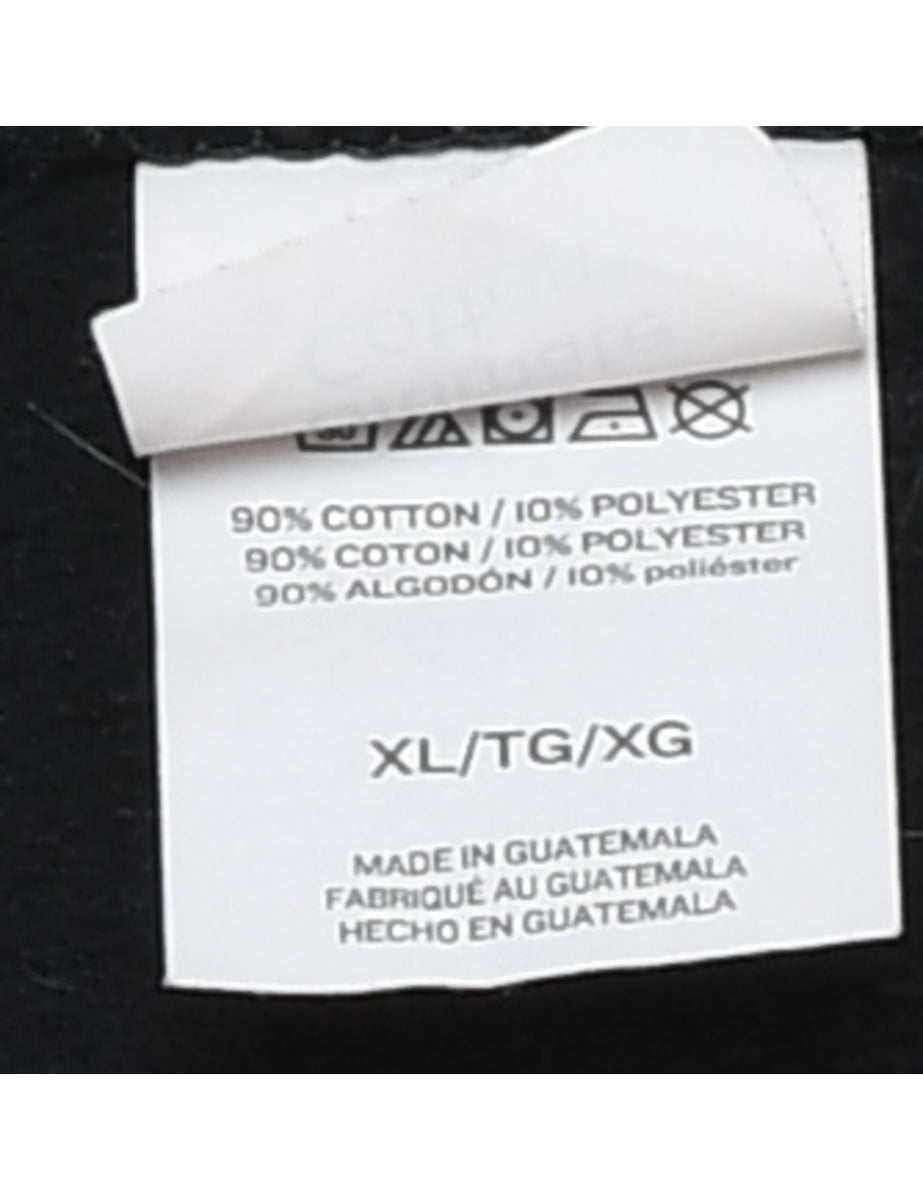 90% COTTON / 10% POLYESTER
90% COTON / 10% POLYESTER
90% ALGODÓN / 10% poliéster
XL/TG/XG
MADE IN GUATEMALA
FABRIQUÉ AU GUATEMALA
HECHO EN GUATEMALA